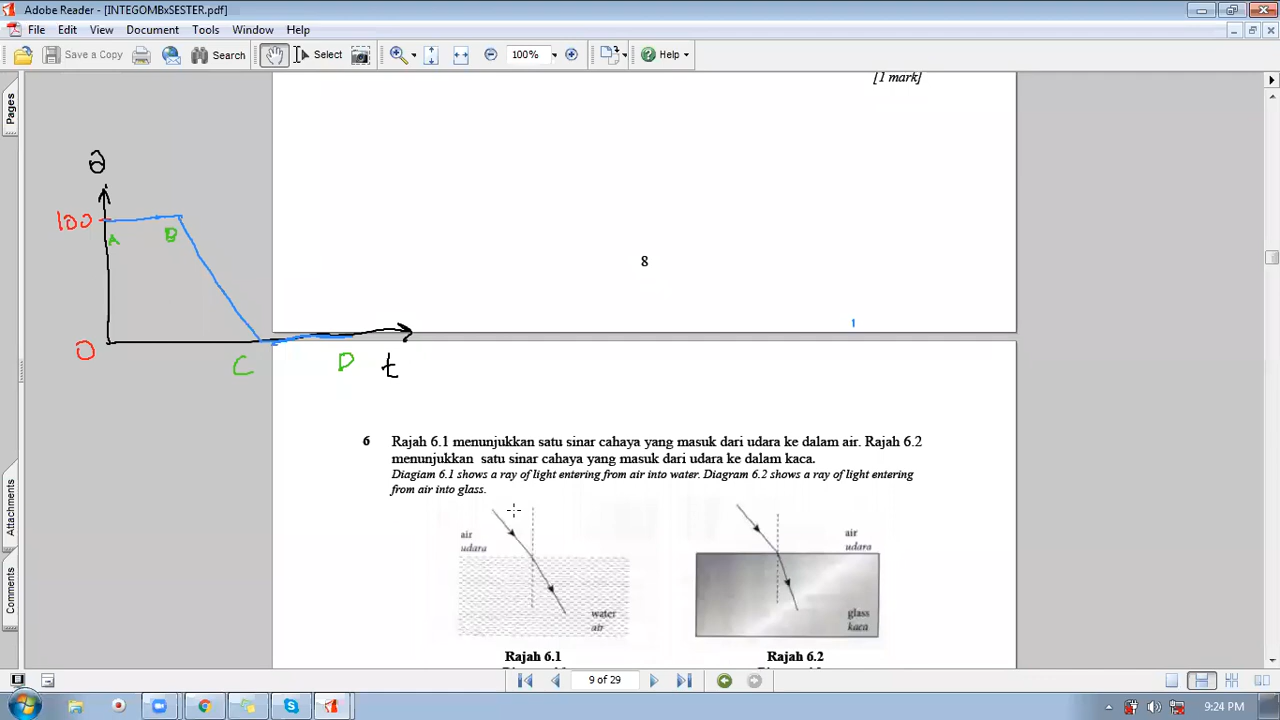 Adobe Reader - [INTEGOMBxSESTER.pdf]
File Edit View Document Tools Window Help
Save a Copy Search Select 100% Help
Pages
Attachments
Comments
[1 mark]
8
1
a
100
A B
0
C D t
6 Rajah 6.1 menunjukkan satu sinar cahaya yang masuk dari udara ke dalam air. Rajah 6.2
menunjukkan satu sinar cahaya yang masuk dari udara ke dalam kaca.
Diagiam 6.1 shows a ray of light entering from air into water. Diagram 6.2 shows a ray of light entering
from air into glass.
air
udara
water
air
air
udara
glass
kaca
Rajah 6.1 Rajah 6.2
9 of 29
9:24 PM